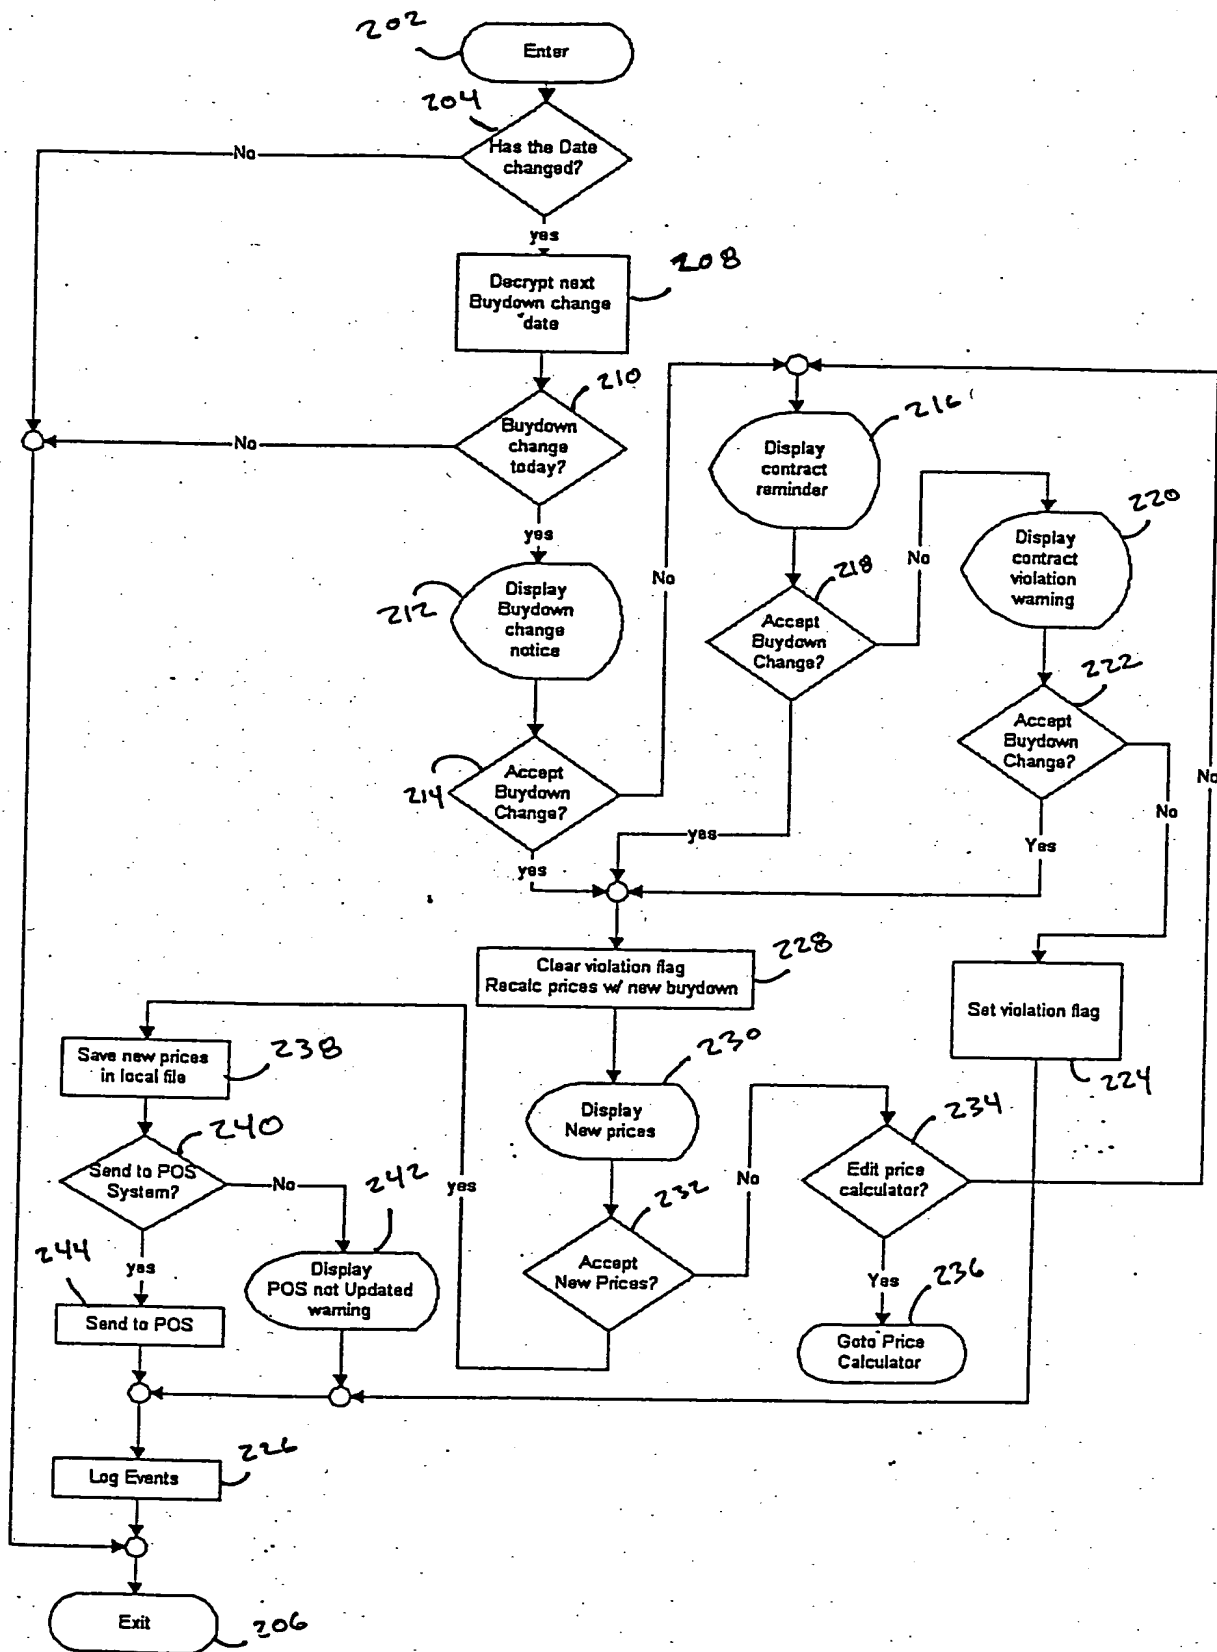 202
Enter
204
Has the Date
changed?
No
yes
208
Decrypt next
Buydown change
date
210
Buydown
change
today?
No
yes
212
Display
Buydown
change
notice
214
Accept
Buydown
Change?
No
yes
216
Display
contract
reminder
218
Accept
Buydown
Change?
No
yes
220
Display
contract
violation
warning
222
Accept
Buydown
Change?
No
Yes
No
228
Clear violation flag
Recalc prices w/ new buydown
Set violation flag
224
238
Save new prices
in local file
230
Display
New prices
240
Send to POS
System?
No
yes
242
Display
POS not Updated
warning
244
Send to POS
yes
232
Accept
New Prices?
No
234
Edit price
calculator?
Yes
236
Goto Price
Calculator
226
Log Events
Exit
206